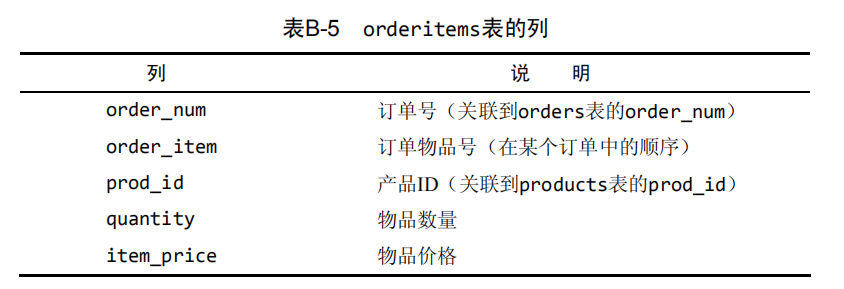 表B-5 orderitems表的列
列 说 明
order_num 订单号（关联到orders表的order_num）
order_item 订单物品号（在某个订单中的顺序）
prod_id 产品ID（关联到products表的prod_id）
quantity 物品数量
item_price 物品价格